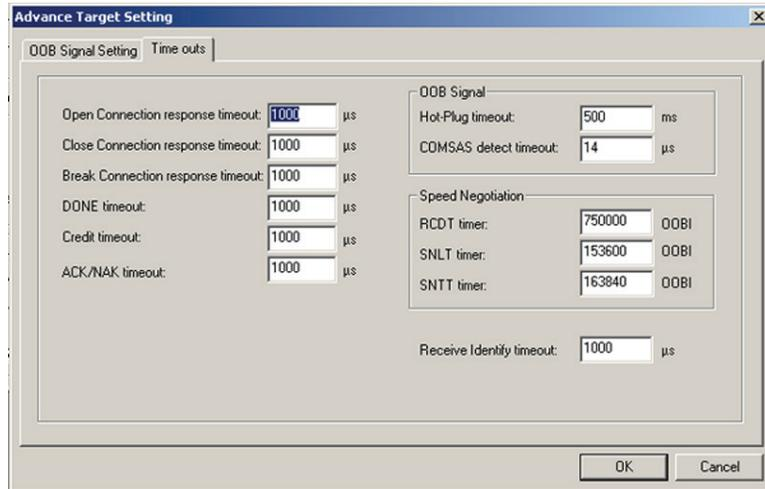 Advance Target Setting
OOB Signal Setting
Time outs
Open Connection response timeout: 1000 µs
Close Connection response timeout: 1000 µs
Break Connection response timeout: 1000 µs
DONE timeout: 1000 µs
Credit timeout: 1000 µs
ACK/NAK timeout: 1000 µs
OOB Signal
Hot-Plug timeout: 500 ms
COMSAS detect timeout: 14 µs
Speed Negotiation
RCDT timer: 750000 OOBI
SNLT timer: 153600 OOBI
SNTT timer: 163840 OOBI
Receive Identify timeout: 1000 µs
OK
Cancel